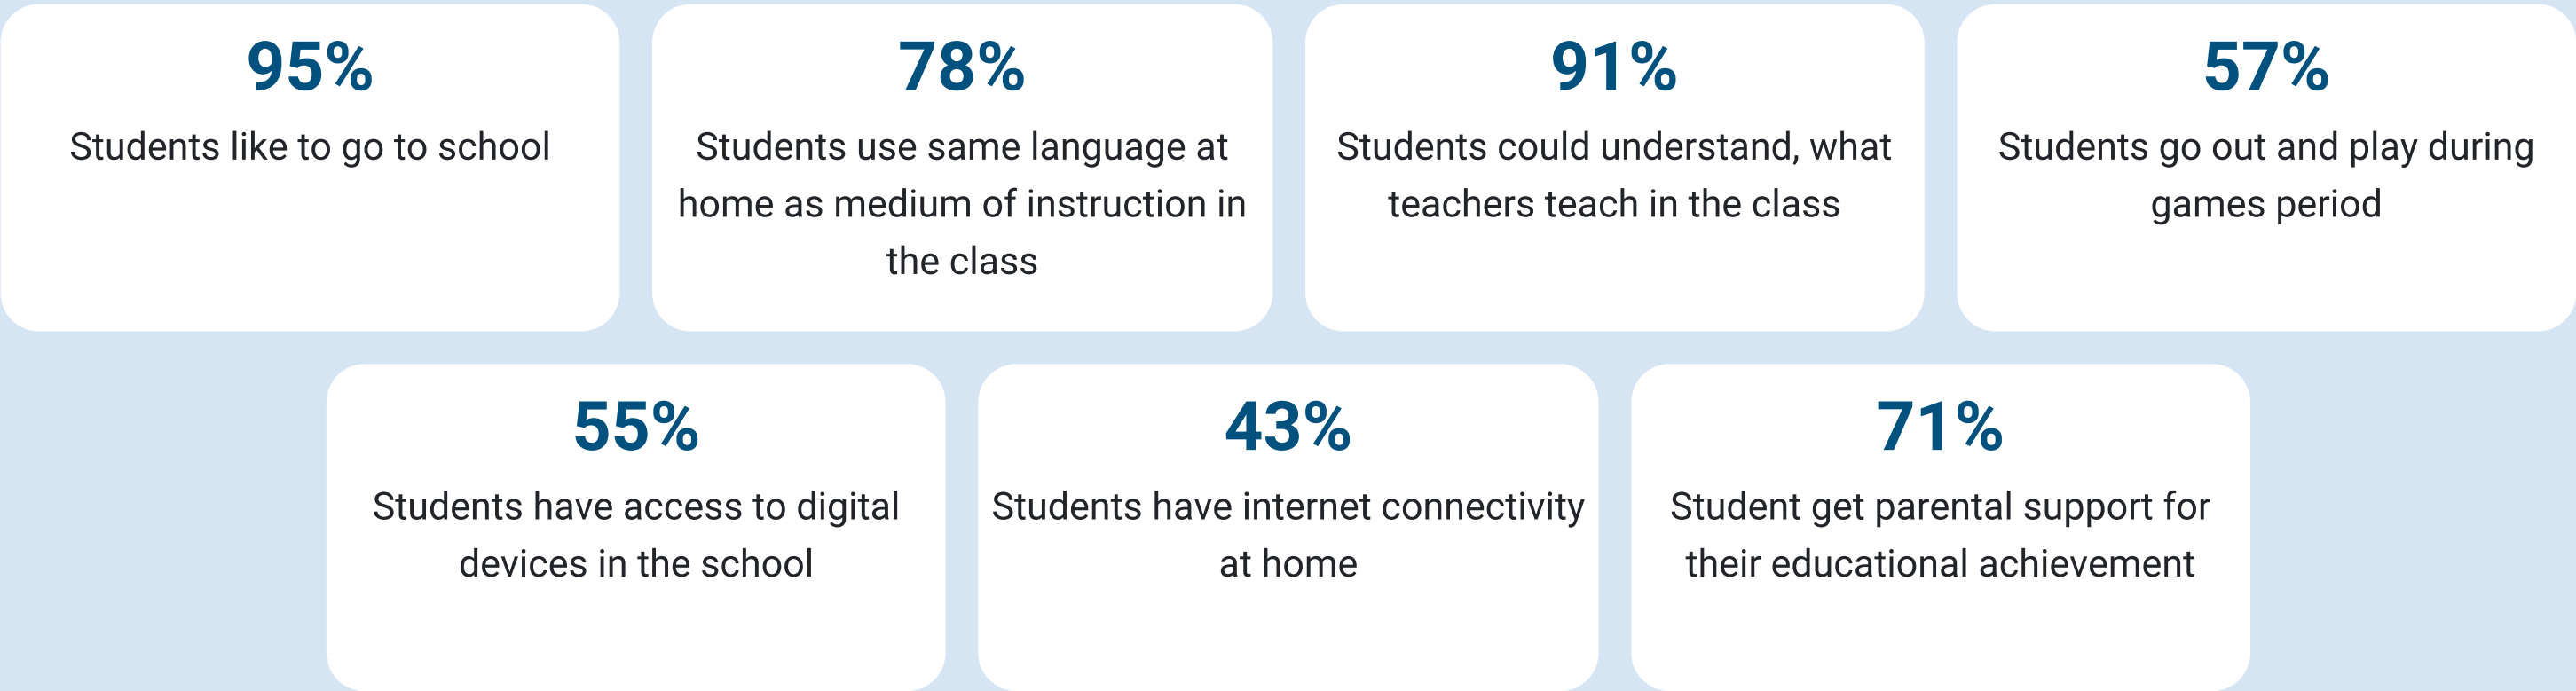 95%
Students like to go to school
78%
Students use same language at
home as medium of instruction in
the class
91%
Students could understand, what
teachers teach in the class
57%
Students go out and play during
games period
55%
Students have access to digital
devices in the school
43%
Students have internet connectivity
at home
71%
Student get parental support for
their educational achievement